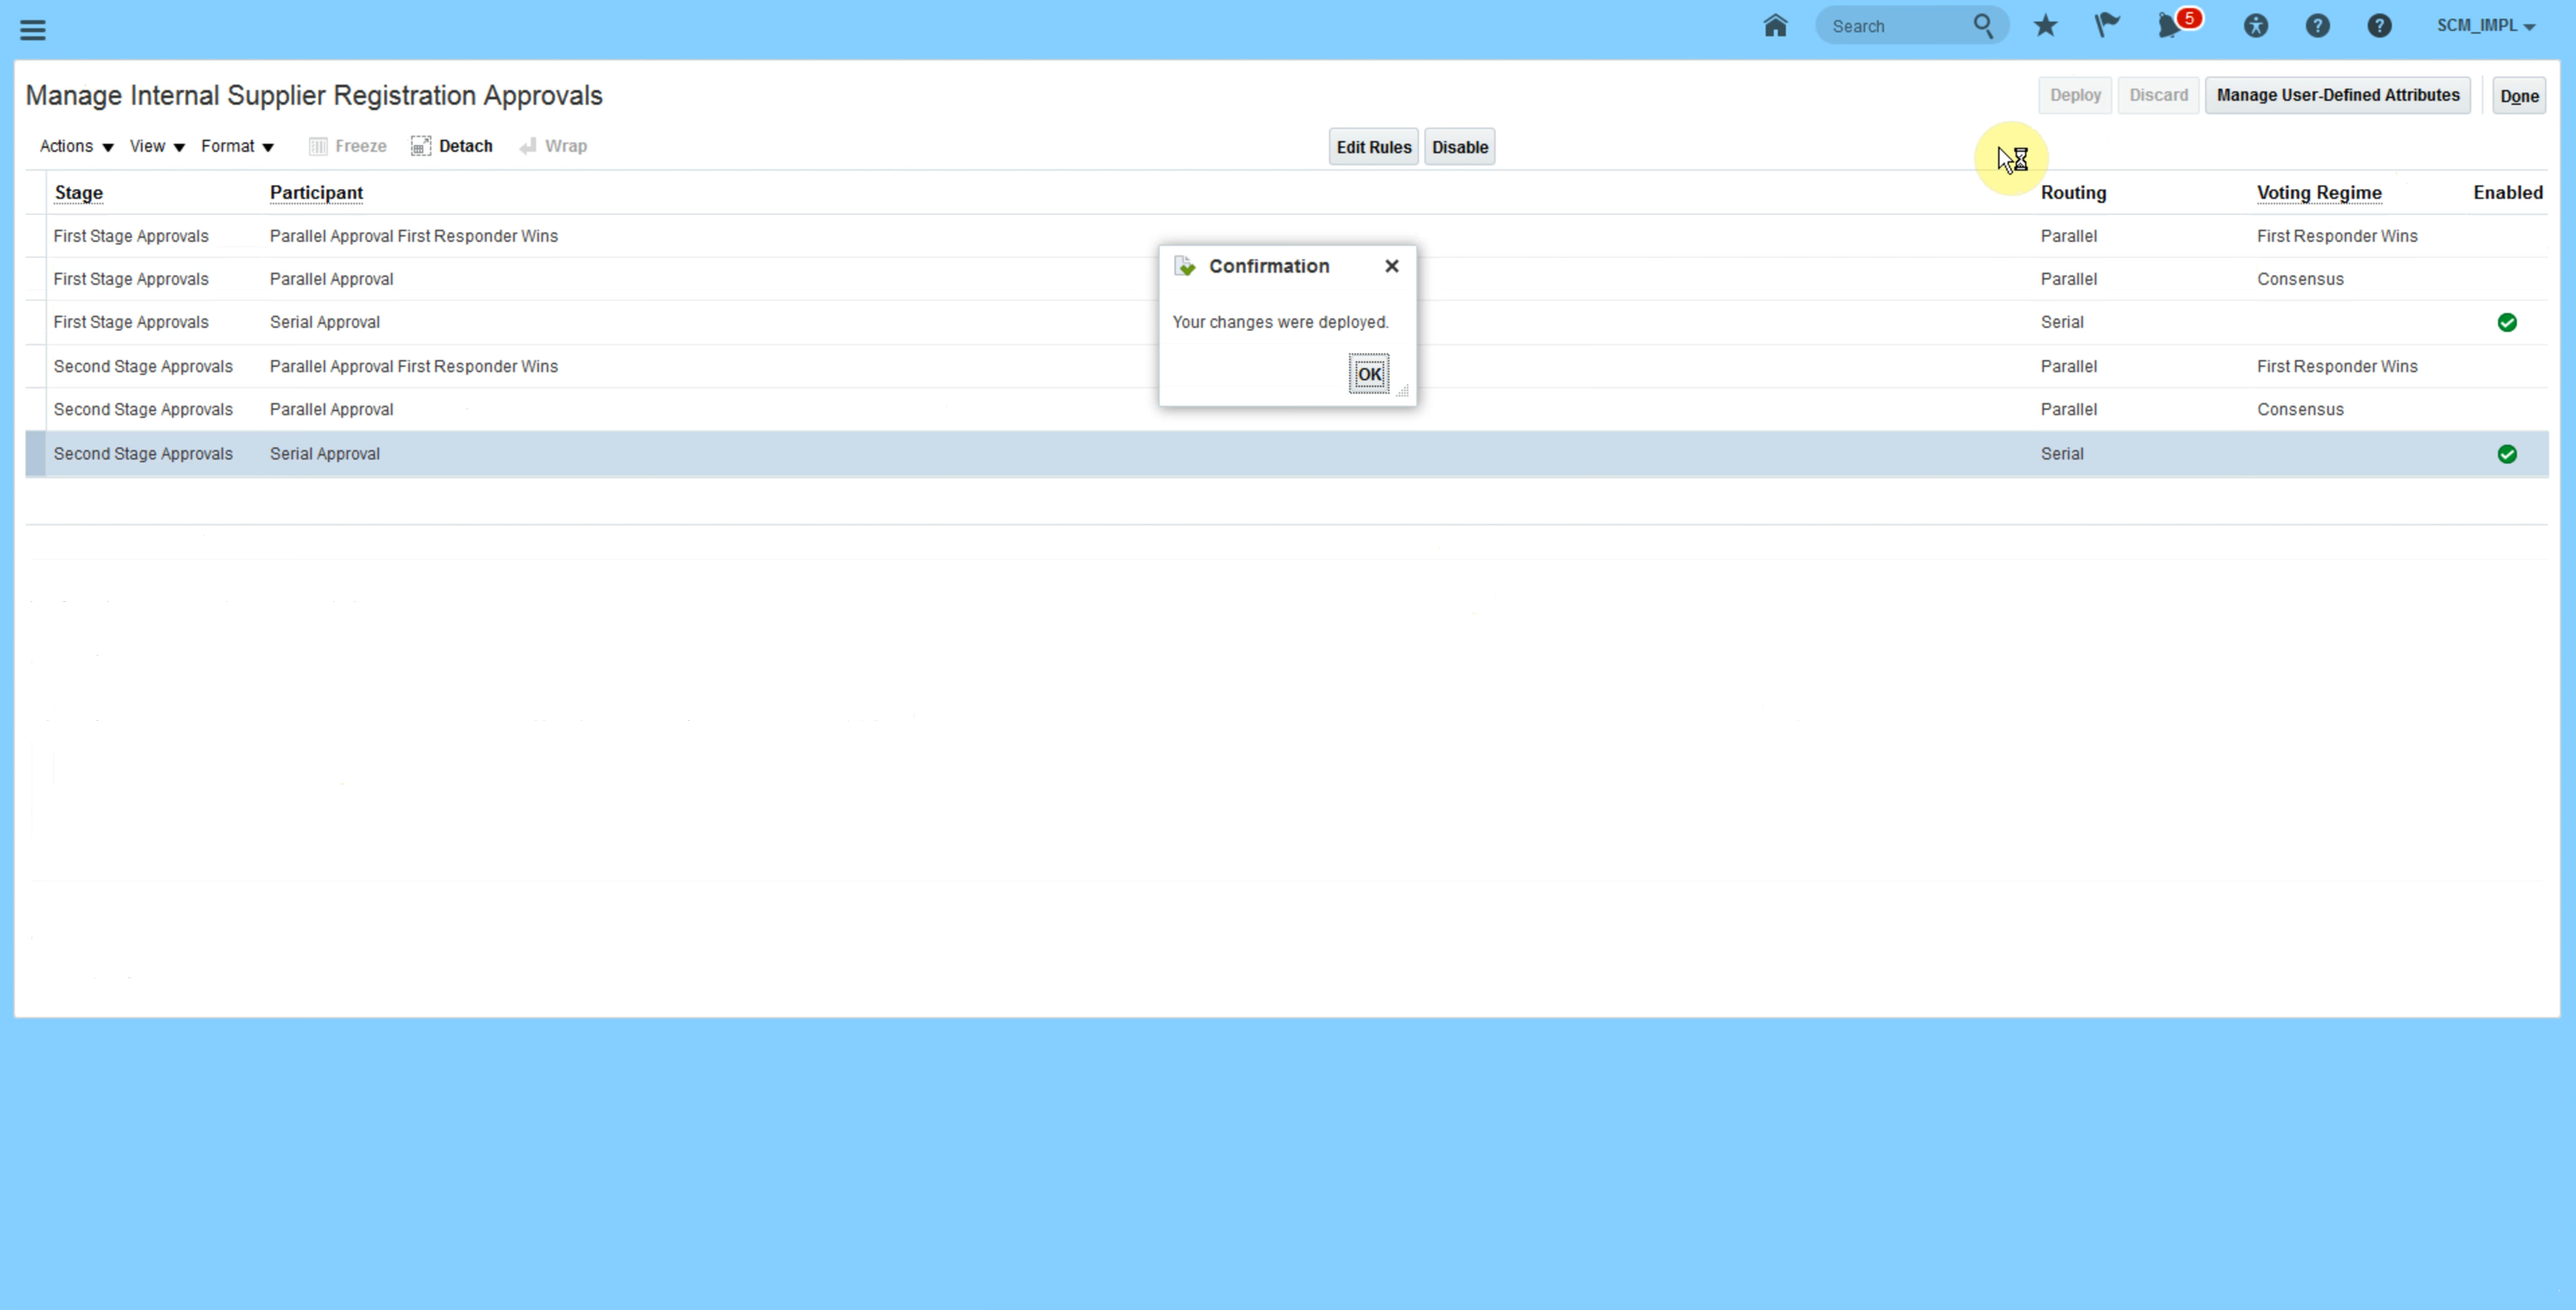 Search 5 SCM_IMPL
Manage Internal Supplier Registration Approvals Deploy Discard Manage User-Defined Attributes Done
Actions View Format Freeze Detach Wrap Edit Rules Disable
Stage Participant Routing Voting Regime Enabled
First Stage Approvals Parallel Approval First Responder Wins Parallel First Responder Wins
First Stage Approvals Parallel Approval Parallel Consensus
First Stage Approvals Serial Approval Serial
Second Stage Approvals Parallel Approval First Responder Wins Parallel First Responder Wins
Second Stage Approvals Parallel Approval Parallel Consensus
Second Stage Approvals Serial Approval Serial
Confirmation
Your changes were deployed.
OK